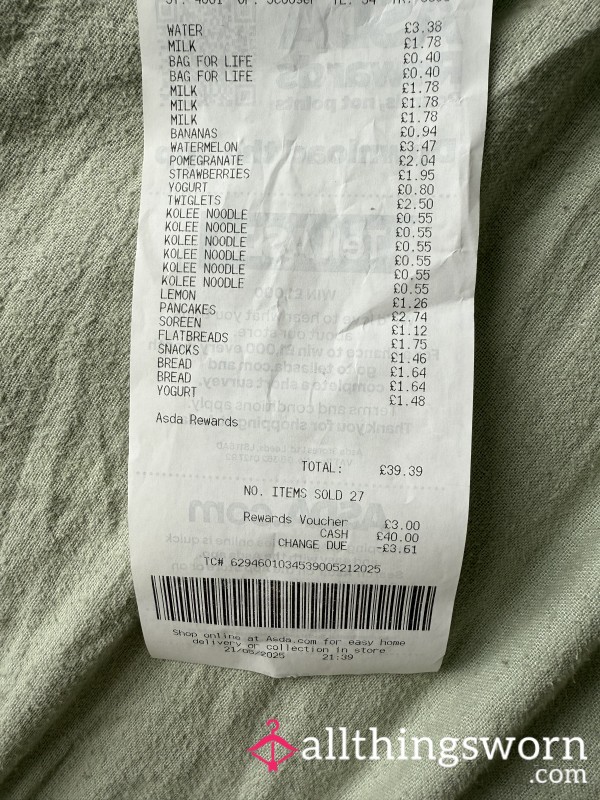 WATER £3.38
MILK £1.78
BAG FOR LIFE £0.40
BAG FOR LIFE £0.40
MILK £1.78
MILK £1.78
MILK £1.78
BANANAS £0.94
WATERMELON £3.47
POMEGRANATE £2.04
STRAWBERRIES £1.95
YOGURT £0.80
TWIGLETS £2.50
KOLEE NOODLE £0.55
KOLEE NOODLE £0.55
KOLEE NOODLE £0.55
KOLEE NOODLE £0.55
KOLEE NOODLE £0.55
KOLEE NOODLE £0.55
LEMON £1.26
PANCAKES £2.74
SOREEN £1.12
FLATBREADS £1.75
SNACKS £1.46
BREAD £1.64
BREAD £1.64
YOGURT £1.48
Asda Rewards
TOTAL: £39.39
NO. ITEMS SOLD 27
Rewards Voucher £3.00
CASH £40.00
CHANGE DUE -£3.61
TC# 6294601034539005212025
Shop online at Asda.com for easy home
delivery or collection in store
21/05/2025 21:39
allthingsworn
.com